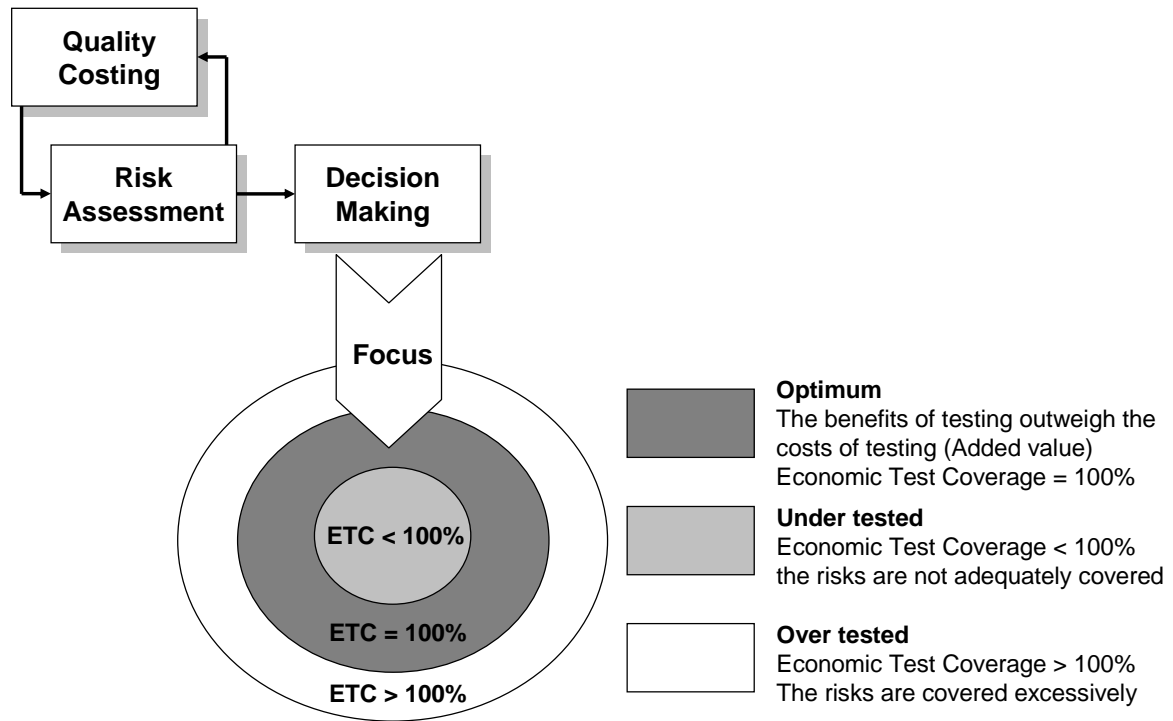 Quality
Costing
Risk
Assessment
Decision
Making
Focus
ETC < 100%
ETC = 100%
ETC > 100%
Optimum
The benefits of testing outweigh the
costs of testing (Added value)
Economic Test Coverage = 100%
Under tested
Economic Test Coverage < 100%
the risks are not adequately covered
Over tested
Economic Test Coverage > 100%
The risks are covered excessively